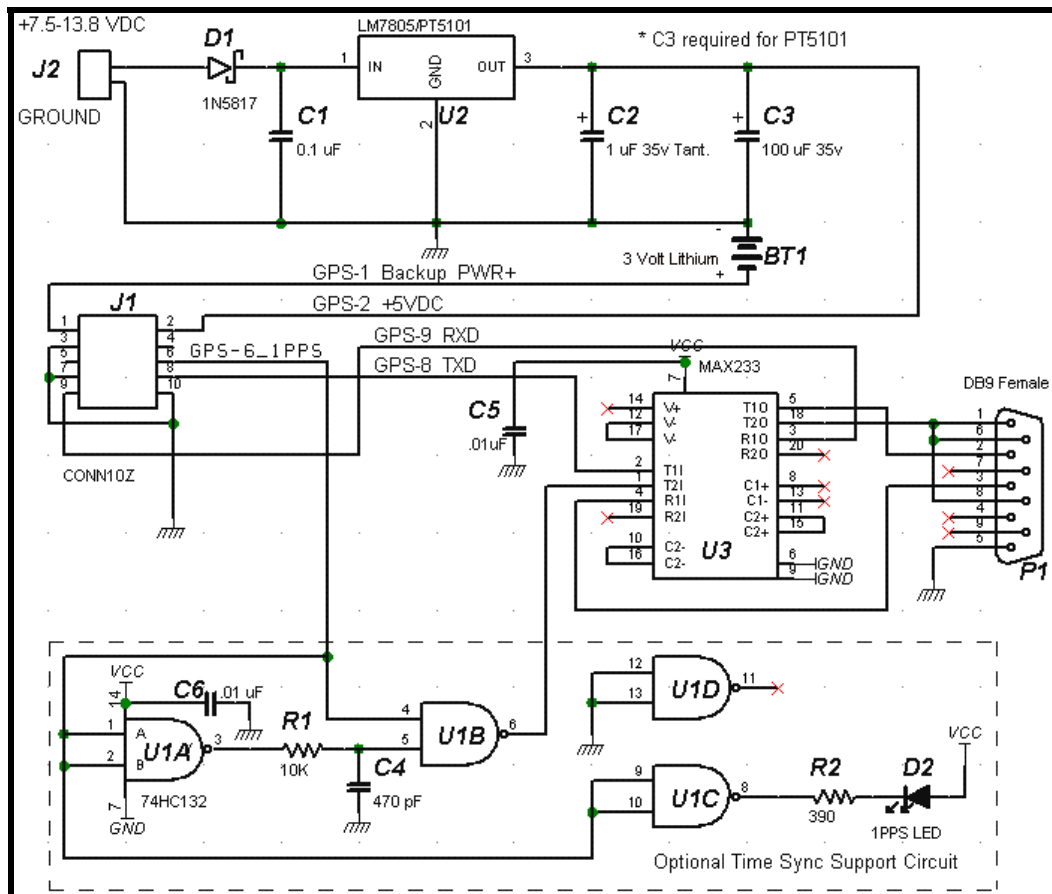 +7.5-13.8 VDC
J2
GROUND
D1
1N5817
LM7805/PT5101
1
IN
GND
OUT
3
2
U2
* C3 required for PT5101
C1
0.1 uF
+
C2
1 uF 35v Tant.
+
C3
100 uF 35v
-
3 Volt Lithium
+
BT1
GPS-1 Backup PWR+
J1
GPS-2 +5VDC
1
3
5
7
9
2
4
6
8
10
CONN10Z
GPS-9 RXD
GPS-6_1PPS
GPS-8 TXD
C5
.01uF
VCC
7
MAX233
14
12
17
2
1
4
19
10
16
V+
V-
V-
T1I
T2I
R1I
R2I
C2-
C2-
T1O
T2O
R1O
R2O
C1+
C1-
C2+
C2+
U3
5
18
3
20
8
13
11
15
6
GND
9
GND
DB9 Female
1
6
2
7
3
8
4
9
5
P1
VCC
14
C6
.01 uF
1
A
2
B
U1A
3
7
GND
74HC132
R1
10K
C4
470 pF
4
5
U1B
6
12
13
U1D
11
9
10
U1C
8
R2
390
D2
VCC
1PPS LED
Optional Time Sync Support Circuit